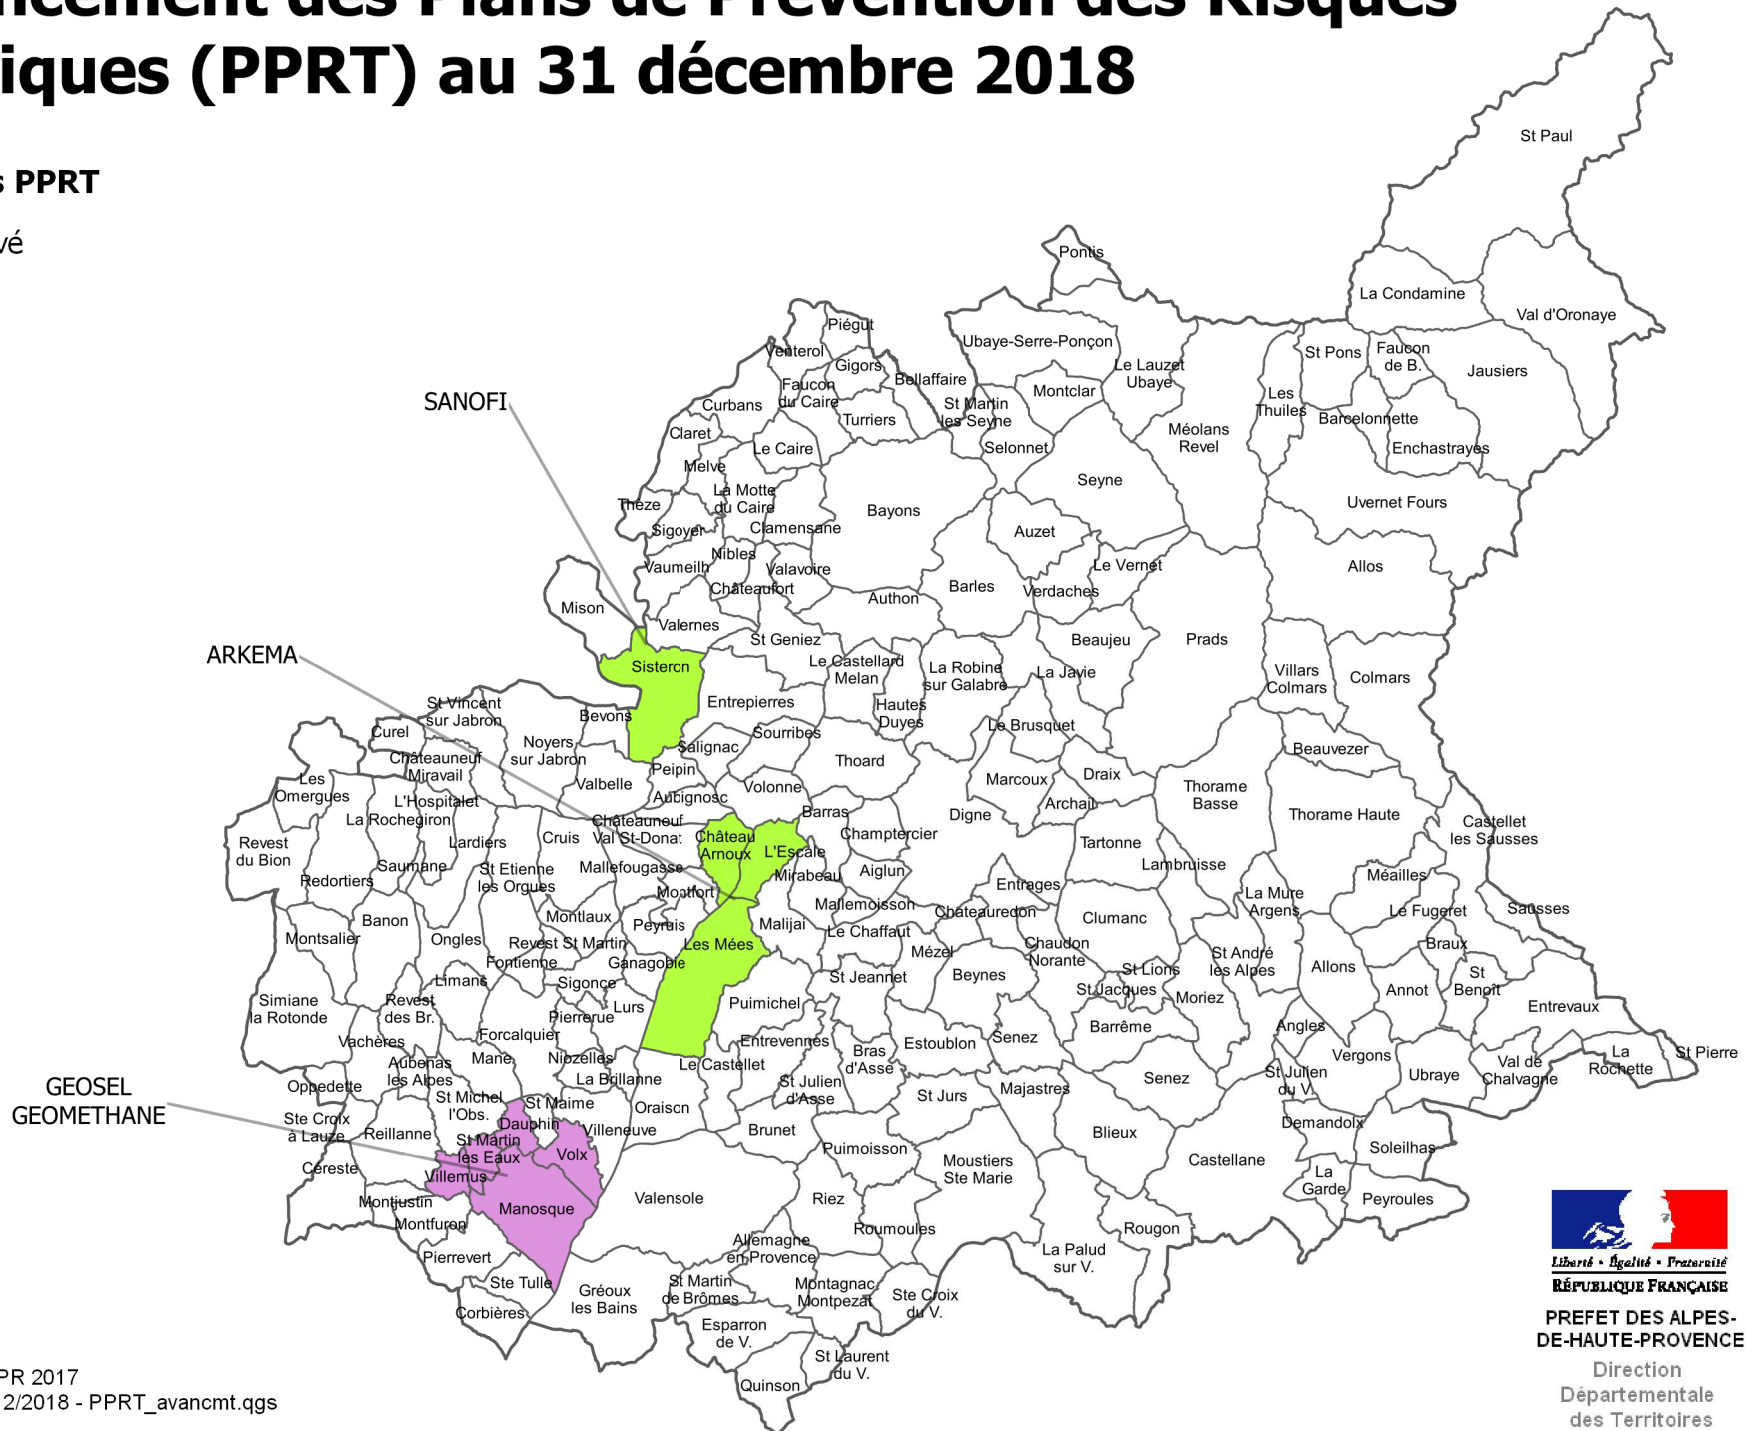 ncement des Plans de Prévention des Risques
iques (PPRT) au 31 décembre 2018
s PPRT
vé
St Paul
Pontis
La Condamine
Val d'Oronaye
Piégut
Ubaye-Serre-Ponçon
Venterol
St Pons
Faucon
de B.
Gigors
Le Lauzet
Ubaye
Jausiers
Bellaffaire
Faucon
du Caire
Montclar
Les
Thuiles
SANOFI
Curbans
St Martin
les Seyne
Turriers
Barcelonnette
Claret
Méolans
Revel
Le Caire
Selonnet
Enchastrayes
Melve
Seyne
La Motte
du Caire
Thèze
Bayons
Uvernet Fours
Sigoyer
Clamensane
Auzet
Nibles
Vaumeilh
Valavoire
Le Vernet
Allos
Châteaufort
Barles
Verdaches
Authon
Mison
Valernes
St Geniez
Beaujeu
Prads
ARKEMA
Sistercn
Le Castellard
Melan
La Robine
sur Galabre
La Javie
Villars
Colmars
Colmars
Entrepierres
St Vincent
sur Jabron
Bevons
Hautes
Duyes
Le Brusquet
Curel
Sourribes
Noyers
sur Jabron
Salignac
Beauvezer
Châteauneuf
Miravail
Thoard
Peipin
Les
Omergues
Valbelle
Volonne
Marcoux
Draix
Thorame
Basse
L'Hospitalet
Aubignosc
Archail
La Rochegiron
Châteauneuf
Val St-Donat
Barras
Digne
Thorame Haute
Castellet
les Sausses
Revest
du Bion
Lardiers
Cruis
Château
Arnoux
L'Escale
Champtercier
Tartonne
Saumane
St Etienne
les Orgues
Mallefougasse
Mirabeau
Aiglun
Lambruisse
Méailles
Redortiers
Montfort
Entrages
La Mure
Argens
Mallemoisson
Chateauredon
Clumanc
Le Fugeret
Sausses
Banon
Montlaux
Peyruis
Malijai
Le Chaffaut
Montsalier
Ongles
Revest
Fontienne
St Martin
Les Mées
Mézel
Chaudon
Norante
St André
les Alpes
Braux
Ganagobie
Limans
Sigonce
St Jeannet
Beynes
St Lions
Allons
St
Benoît
Simiane
la Rotonde
Revest
des Br.
Lurs
Puimichel
St Jacques
Moriez
Annot
Entrevaux
Pierrerue
Vachères
Forcalquier
Entrevennes
Estoublon
Senez
Barrême
Angles
Mane
Niozelles
Bras
d'Asse
Vergons
La
Rochette
St Pierre
Aubenas
les Alpes
Le Castellet
Val de
Chalvagne
Oppedette
La Brillanne
St Julien
d'Asse
Senez
St Julien
du V.
Ubraye
GEOSEL
GEOMETHANE
St Michel
l'Obs.
St Maime
Oraiscn
St Jurs
Majastres
Ste Croix
à Lauze
Reillanne
Dauphin
Villeneuve
Brunet
Blieux
Demandolx
St Martin
les Eaux
Volx
Puimoisson
Soleilhas
Céreste
Villemus
Moustiers
Ste Marie
Castellane
La
Garde
Montjustin
Manosque
Valensole
Riez
Peyroules
Montfuron
Roumoules
Rougon
Pierrevert
Allemagne
en Provence
La Palud
sur V.
Ste Tulle
Gréoux
les Bains
St Martin
de Brômes
Montagnac
Montpezat
Ste Croix
du V.
Corbières
Esparron
de V.
St Laurent
du V.
Quinson
Liberté • Égalité • Fraternité
RÉPUBLIQUE FRANÇAISE
PREFET DES ALPES-
DE-HAUTE-PROVENCE
Direction
Départementale
des Territoires
PR 2017
2/2018 - PPRT_avancmt.qgs